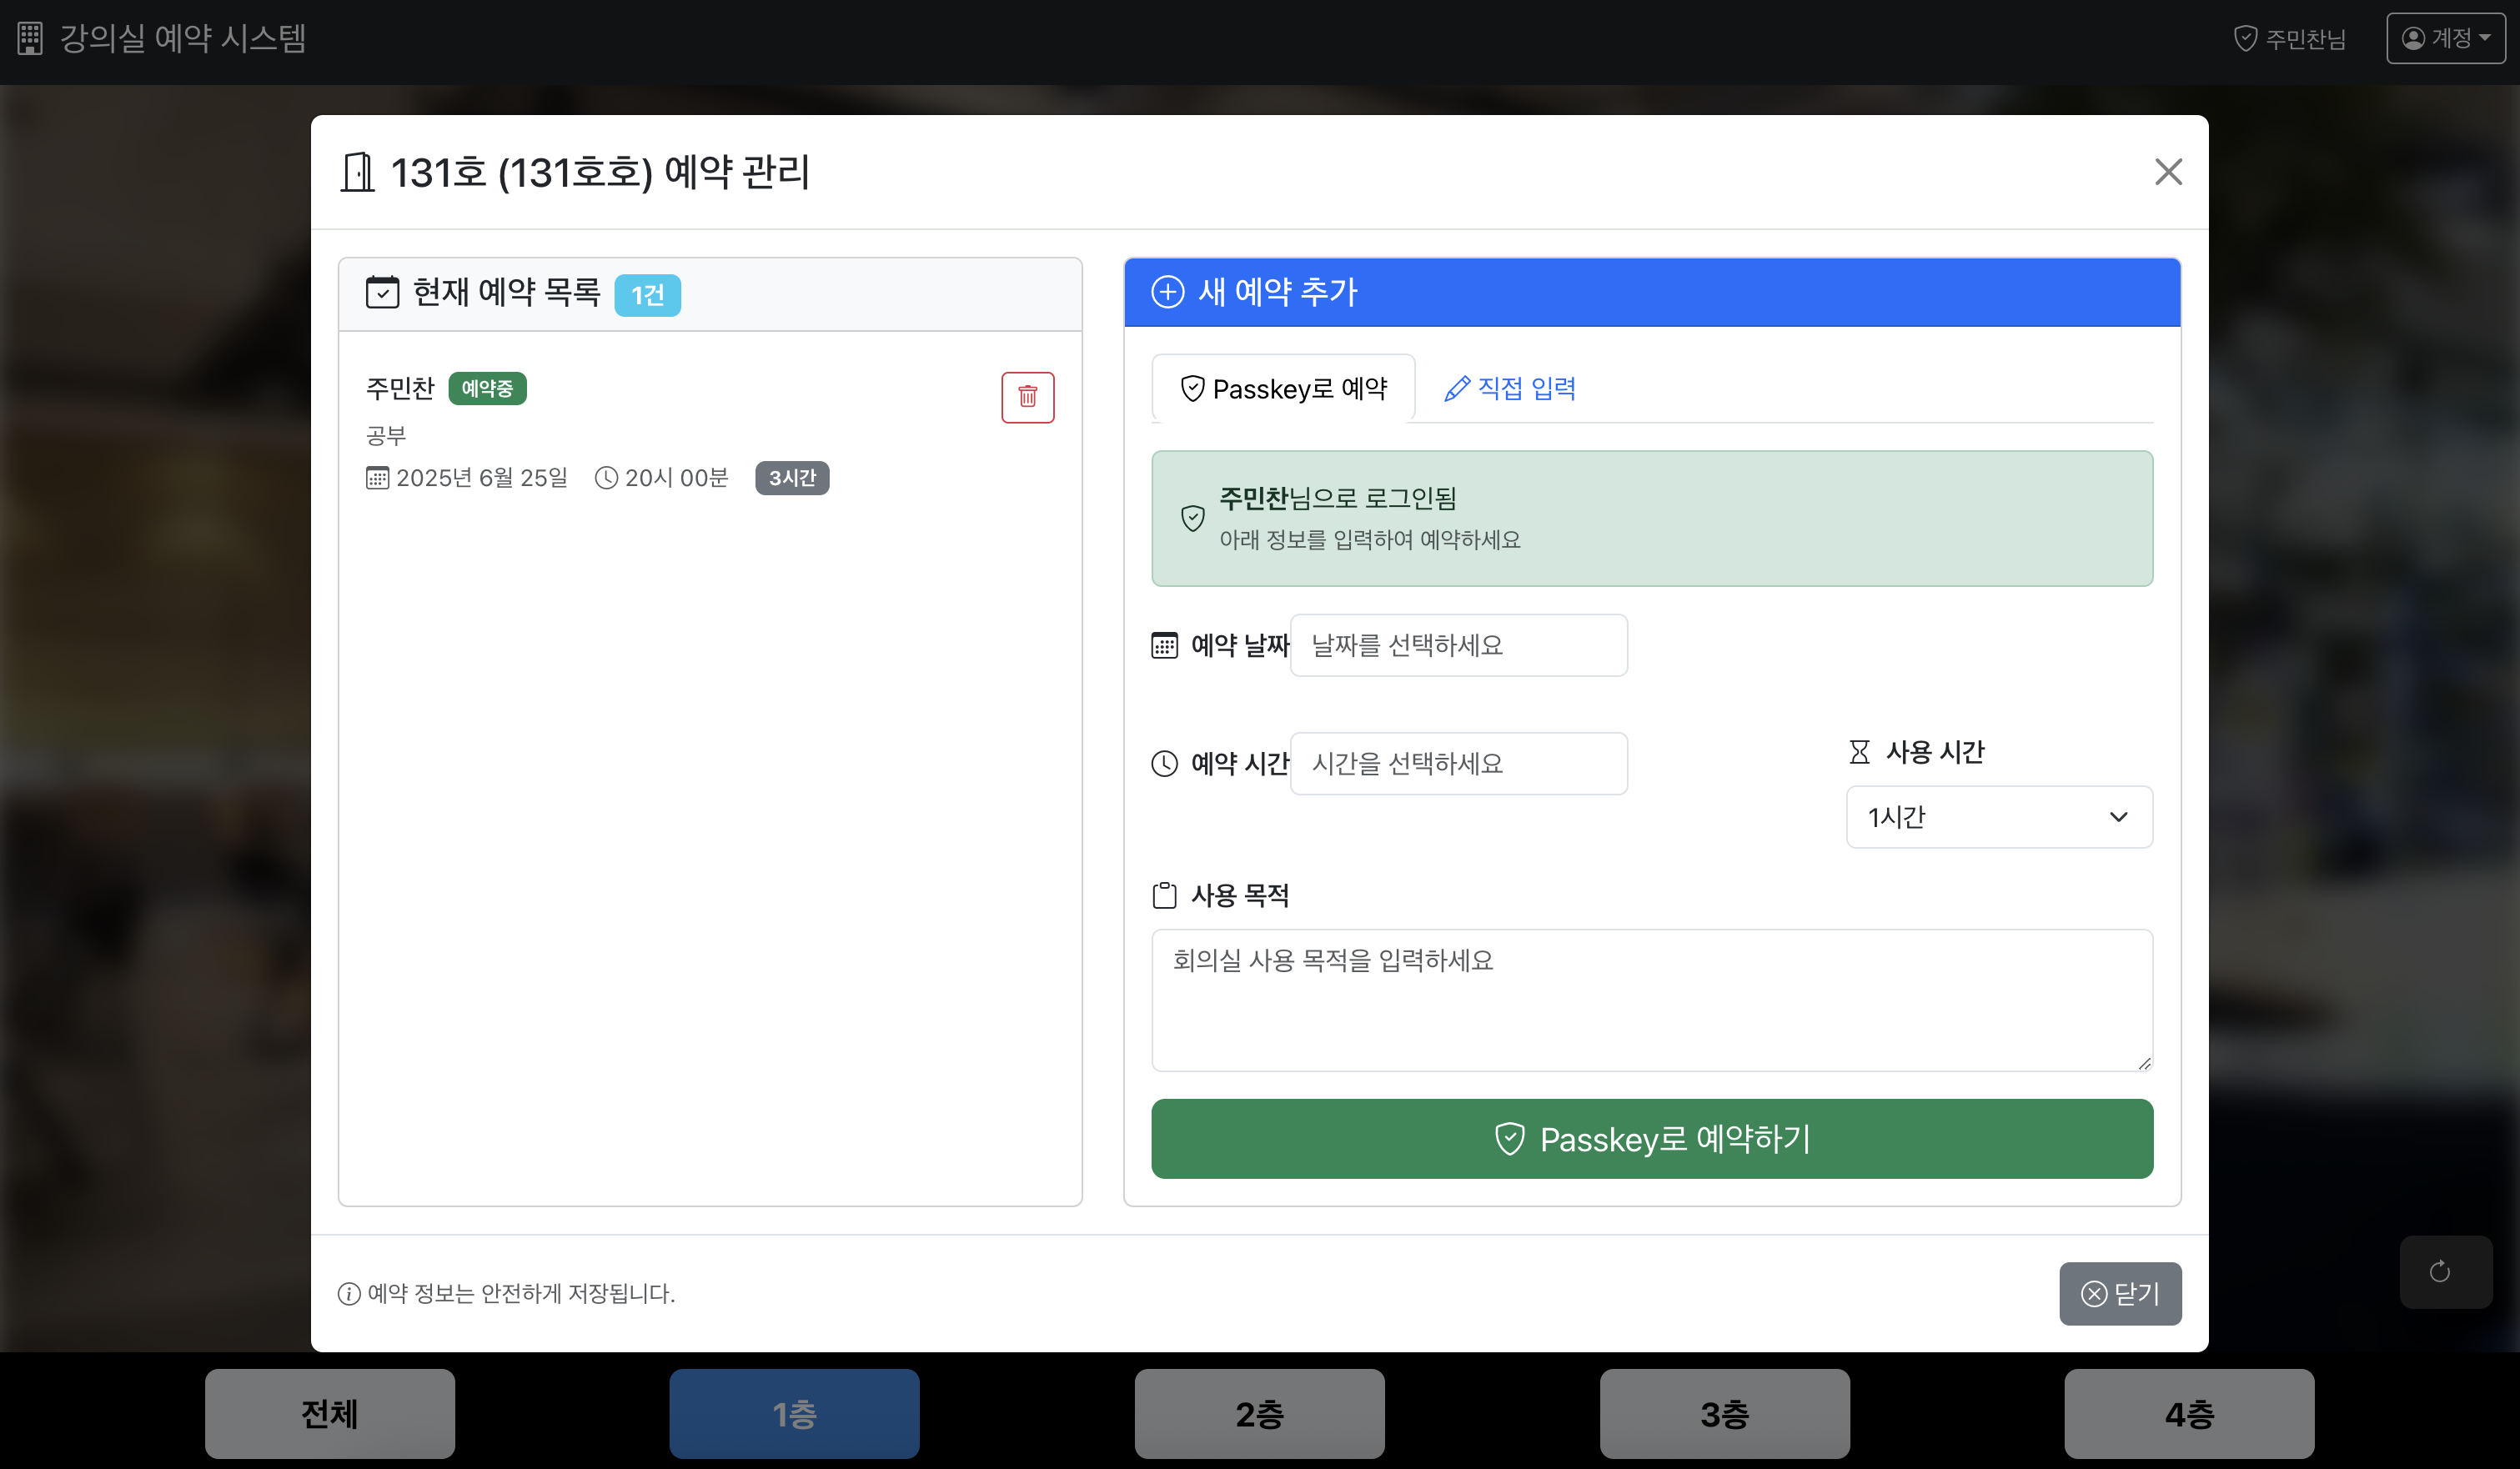 강의실 예약 시스템
주민찬님
계정
131호 (131호호) 예약 관리
현재 예약 목록 1건
주민찬 예약중
공부
2025년 6월 25일 20시 00분 3시간
새 예약 추가
Passkey로 예약
직접 입력
주민찬님으로 로그인됨
아래 정보를 입력하여 예약하세요
예약 날짜 날짜를 선택하세요
예약 시간 시간을 선택하세요
사용 시간
1시간
사용 목적
회의실 사용 목적을 입력하세요
Passkey로 예약하기
예약 정보는 안전하게 저장됩니다.
닫기
전체
1층
2층
3층
4층